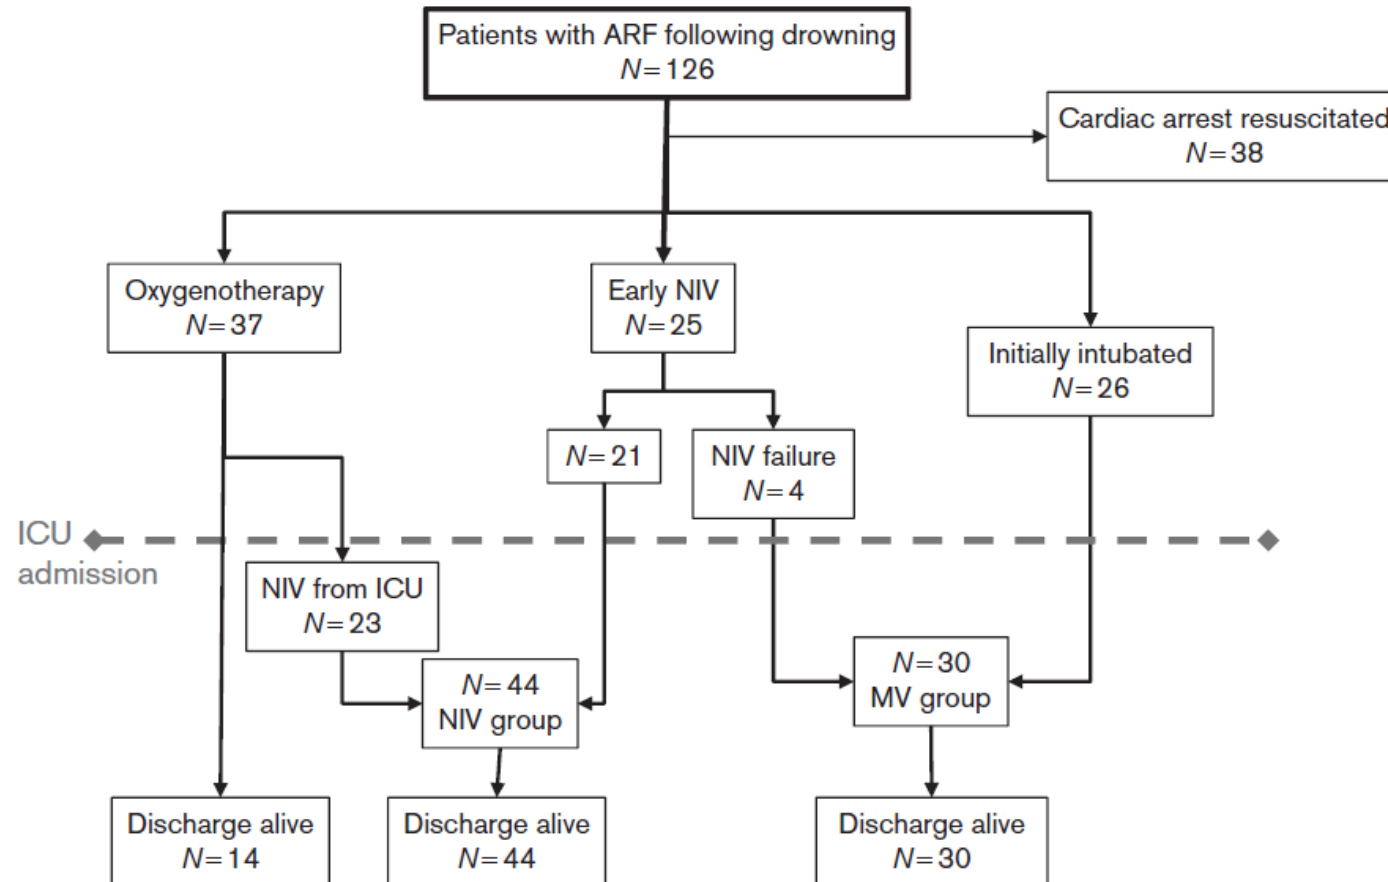 Patients with ARF following drowning
N=126
Cardiac arrest resuscitated
N=38
Oxygenotherapy
N=37
Early NIV
N=25
Initially intubated
N=26
N=21
NIV failure
N=4
ICU
admission
NIV from ICU
N=23
N=44
NIV group
N=30
MV group
Discharge alive
N=14
Discharge alive
N=44
Discharge alive
N=30